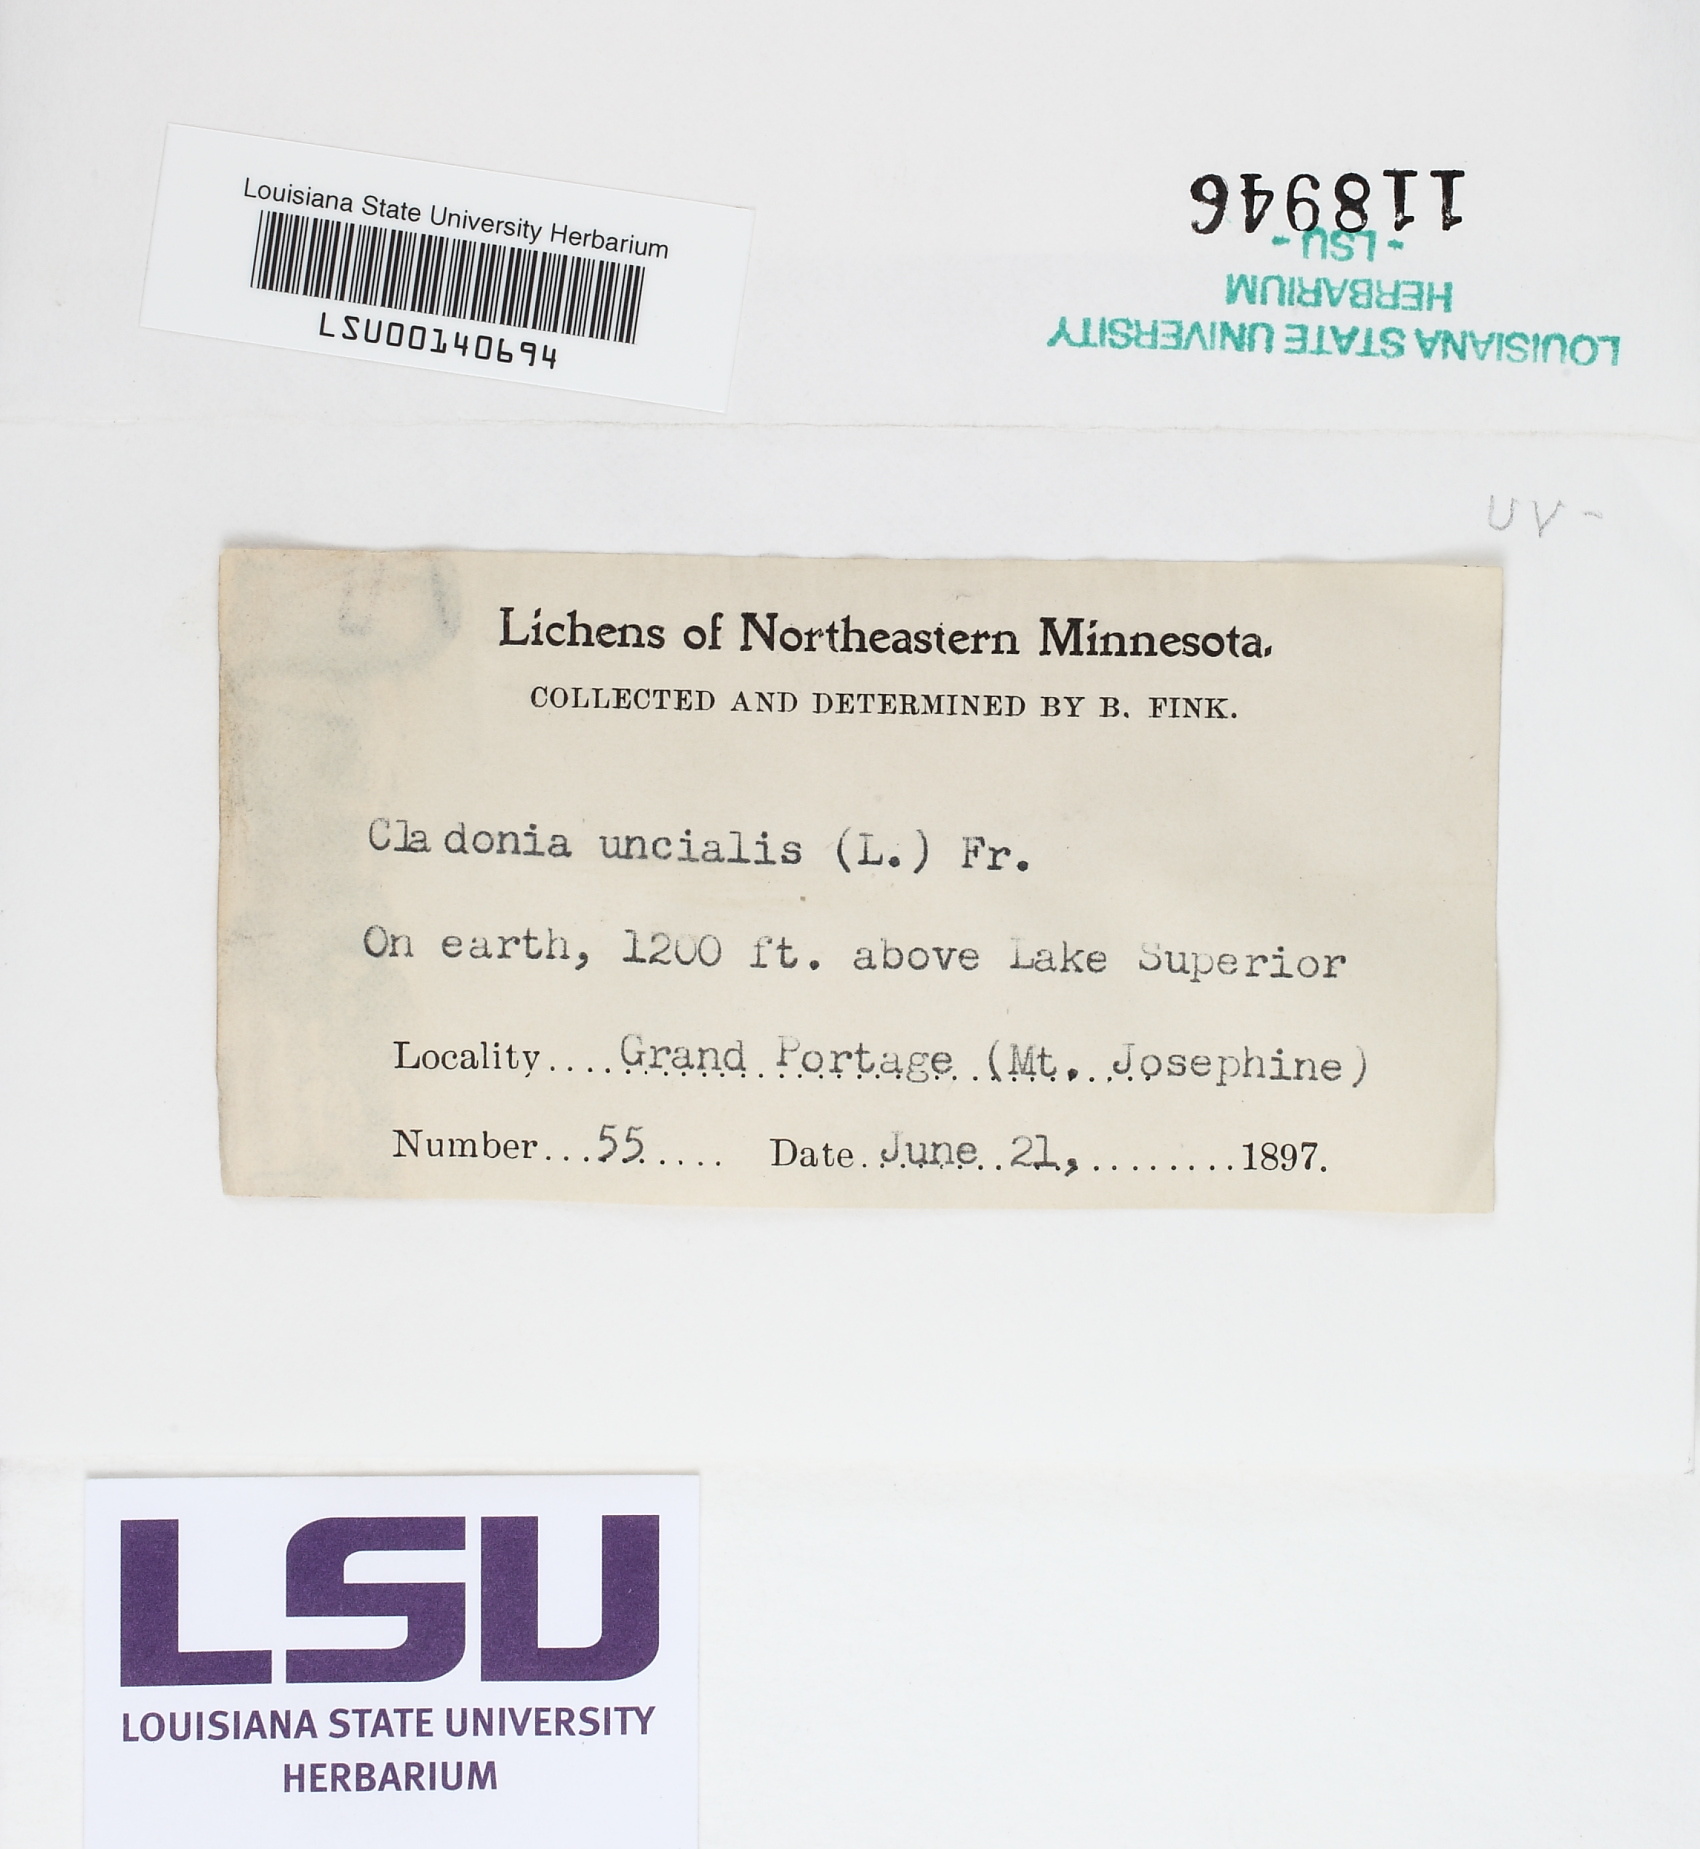 Louisiana State University Herbarium
LSU00140694
118946
- LSU -
HERBARIUM
LOUISIANA STATE UNIVERSITY
UV -
Lichens of Northeastern Minnesota.
COLLECTED AND DETERMINED BY B. FINK.
Cladonia uncialis (L.) Fr.
On earth, 1200 ft. above Lake Superior
Locality....Grand Portage (Mt. Josephine)
Number...55..... Date.June 21,.........1897.
LSU
LOUISIANA STATE UNIVERSITY
HERBARIUM